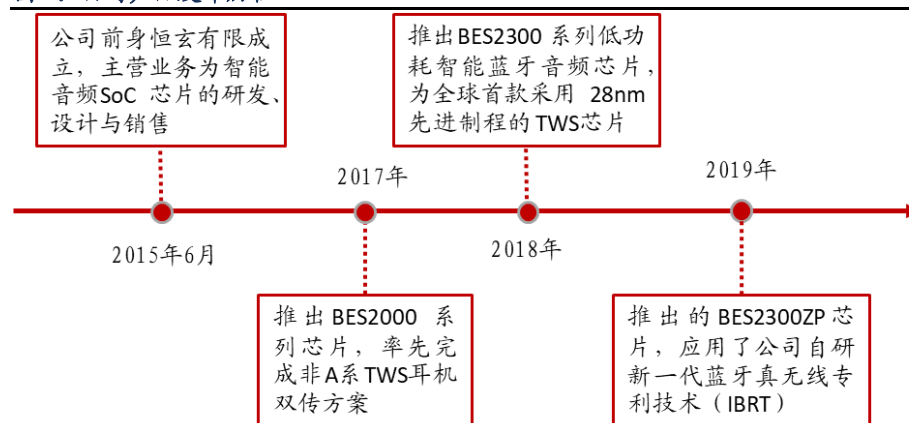 公司前身恒玄有限成
立，主营业务为智能
音频SoC 芯片的研发、
设计与销售
推出BES2300 系列低功
耗智能蓝牙音频芯片，
为全球首款采用 28nm
先进制程的TWS芯片
2017年
2019年
2015年6月
2018年
推出BES2000 系
列芯片，率先完
成非A系TWS耳机
双传方案
推出的BES2300ZP芯
片，应用了公司自研
新一代蓝牙真无线专
利技术（IBRT）